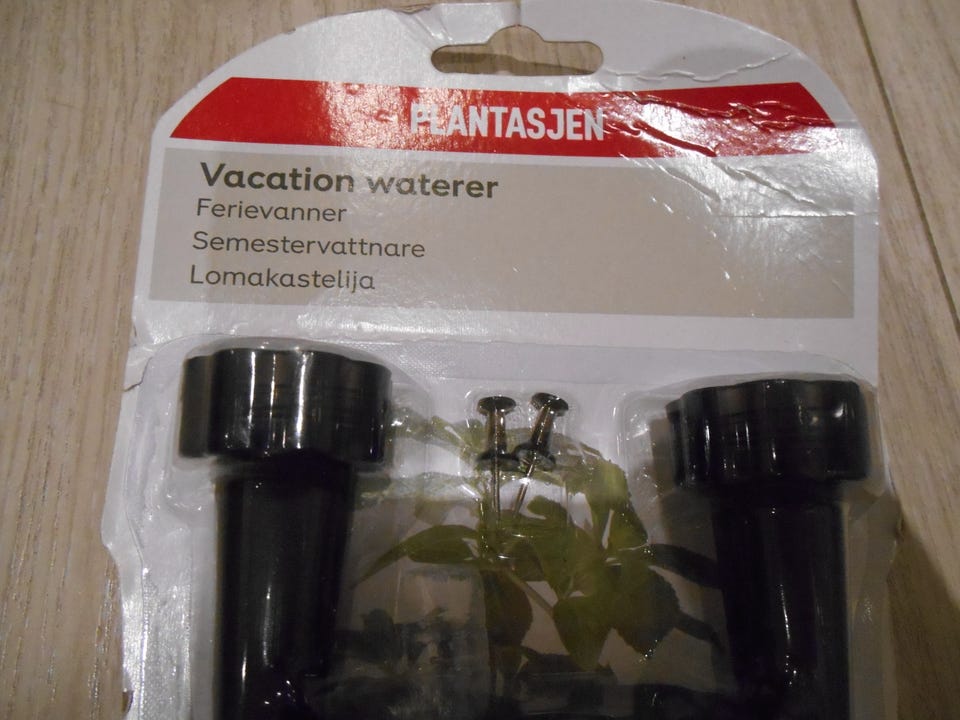 PLANTASJEN
Vacation waterer
Ferievanner
Semestervattnare
Lomakastelija